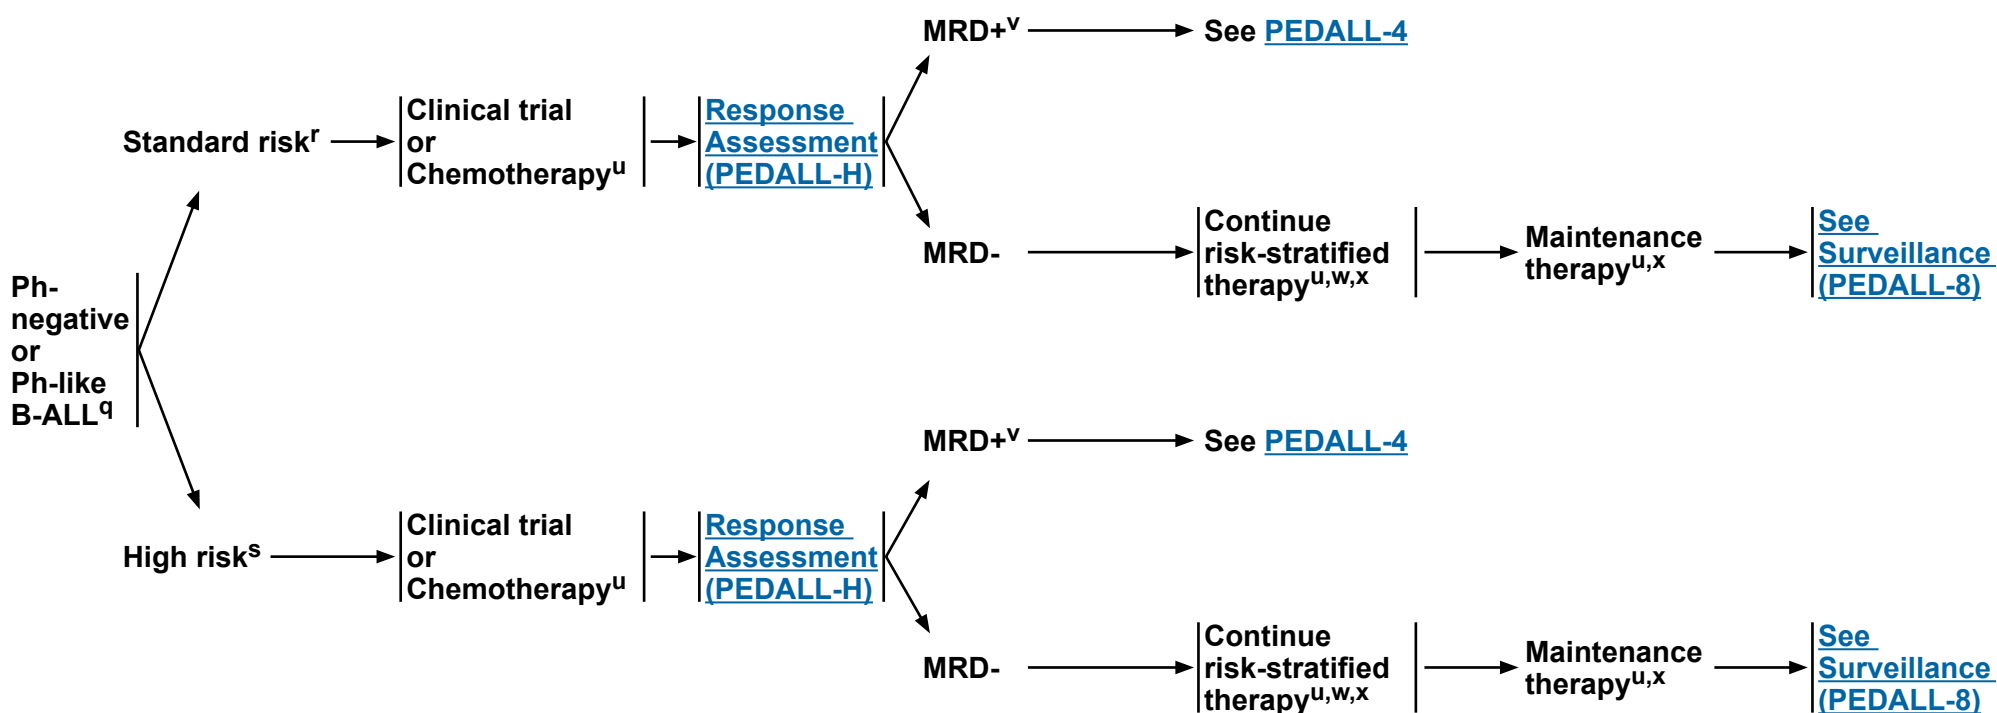 Ph-
negative
or
Ph-like
B-ALLq
Standard riskr
Clinical trial
or
Chemotherapyu
Response
Assessment
(PEDALL-H)
MRD+v
See PEDALL-4
MRD-
Continue
risk-stratified
therapyu,w,x
Maintenance
therapyu,x
See
Surveillance
(PEDALL-8)
High risks
Clinical trial
or
Chemotherapyu
Response
Assessment
(PEDALL-H)
MRD+v
See PEDALL-4
MRD-
Continue
risk-stratified
therapyu,w,x
Maintenance
therapyu,x
See
Surveillance
(PEDALL-8)